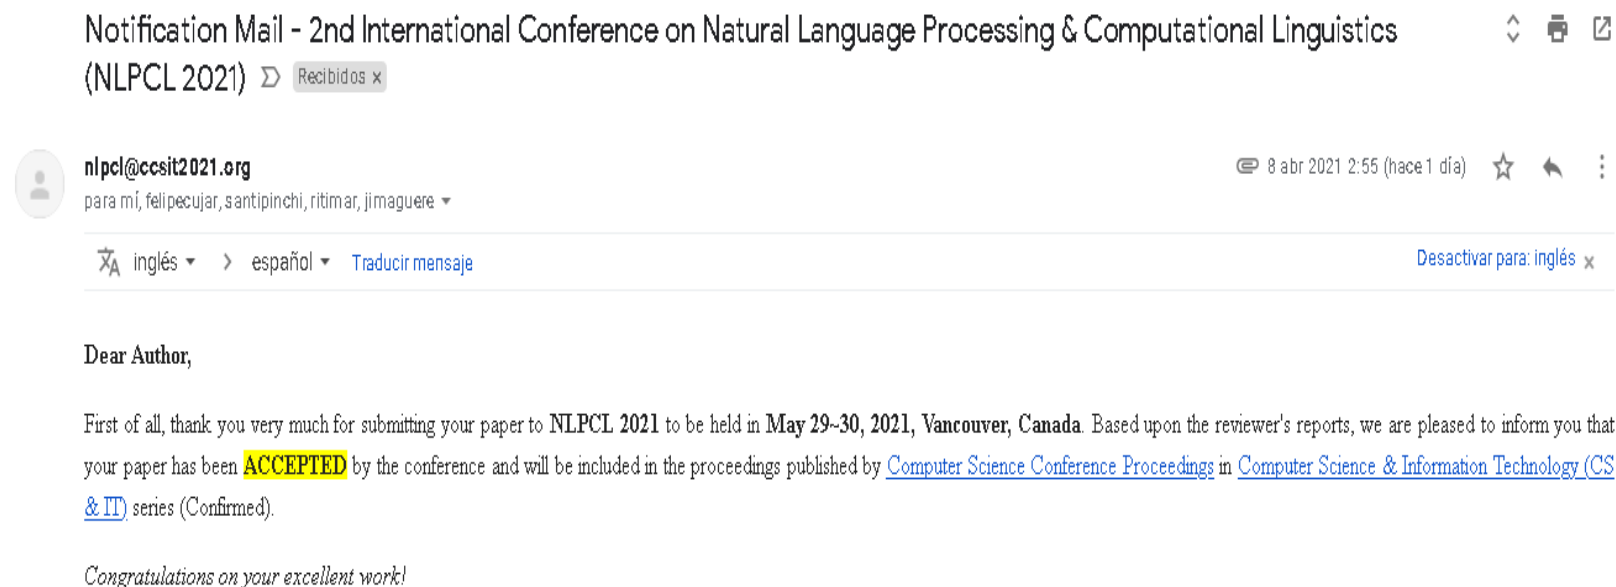 Notification Mail - 2nd International Conference on Natural Language Processing & Computational Linguistics
(NLPCL 2021) Recibidos x
nlpcl@ccsit2021.org
8 abr 2021 2:55 (hace 1 día)
para mí, felipecujar, santipinchi, ritimar, jimaguere
inglés > español Traducir mensaje
Desactivar para: inglés x
Dear Author,
First of all, thank you very much for submitting your paper to NLPCL 2021 to be held in May 29~30, 2021, Vancouver, Canada. Based upon the reviewer's reports, we are pleased to inform you that
your paper has been ACCEPTED by the conference and will be included in the proceedings published by Computer Science Conference Proceedings in Computer Science & Information Technology (CS
& IT) series (Confirmed).
Congratulations on your excellent work!